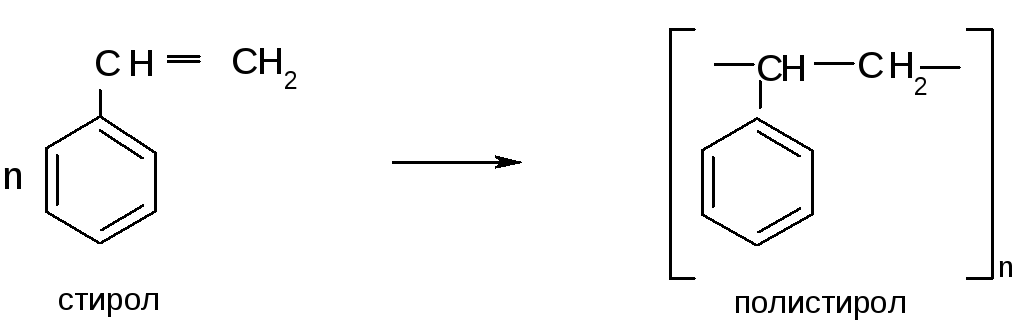 CH = CH2
— CH — CH2 —
n
n
стирол
полистирол